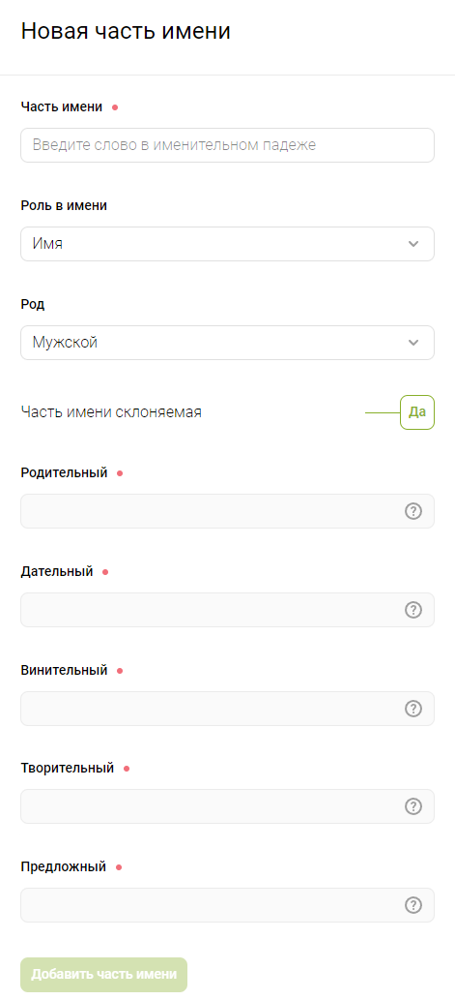 Новая часть имени
Часть имени
Введите слово в именительном падеже
Роль в имени
Имя
Род
Мужской
Часть имени склоняемая
Да
Родительный
?
Дательный
?
Винительный
?
Творительный
?
Предложный
?
Добавить часть имени